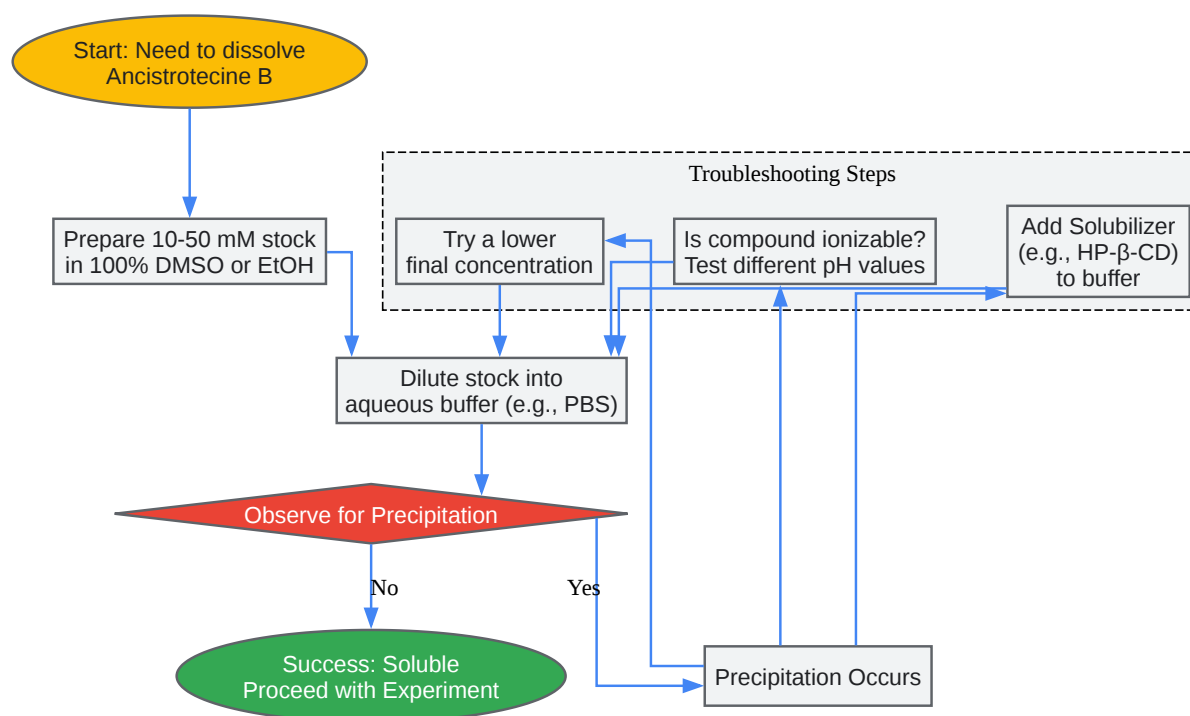 Start: Need to dissolve
Ancistrotecine B
Troubleshooting Steps
Prepare 10-50 mM stock
in 100% DMSO or EtOH
Try a lower
final concentration
Is compound ionizable?
Test different pH values
Add Solubilizer
(e.g., HP-β-CD)
to buffer
Dilute stock into
aqueous buffer (e.g., PBS)
Observe for Precipitation
No
Yes
Success: Soluble
Proceed with Experiment
Precipitation Occurs